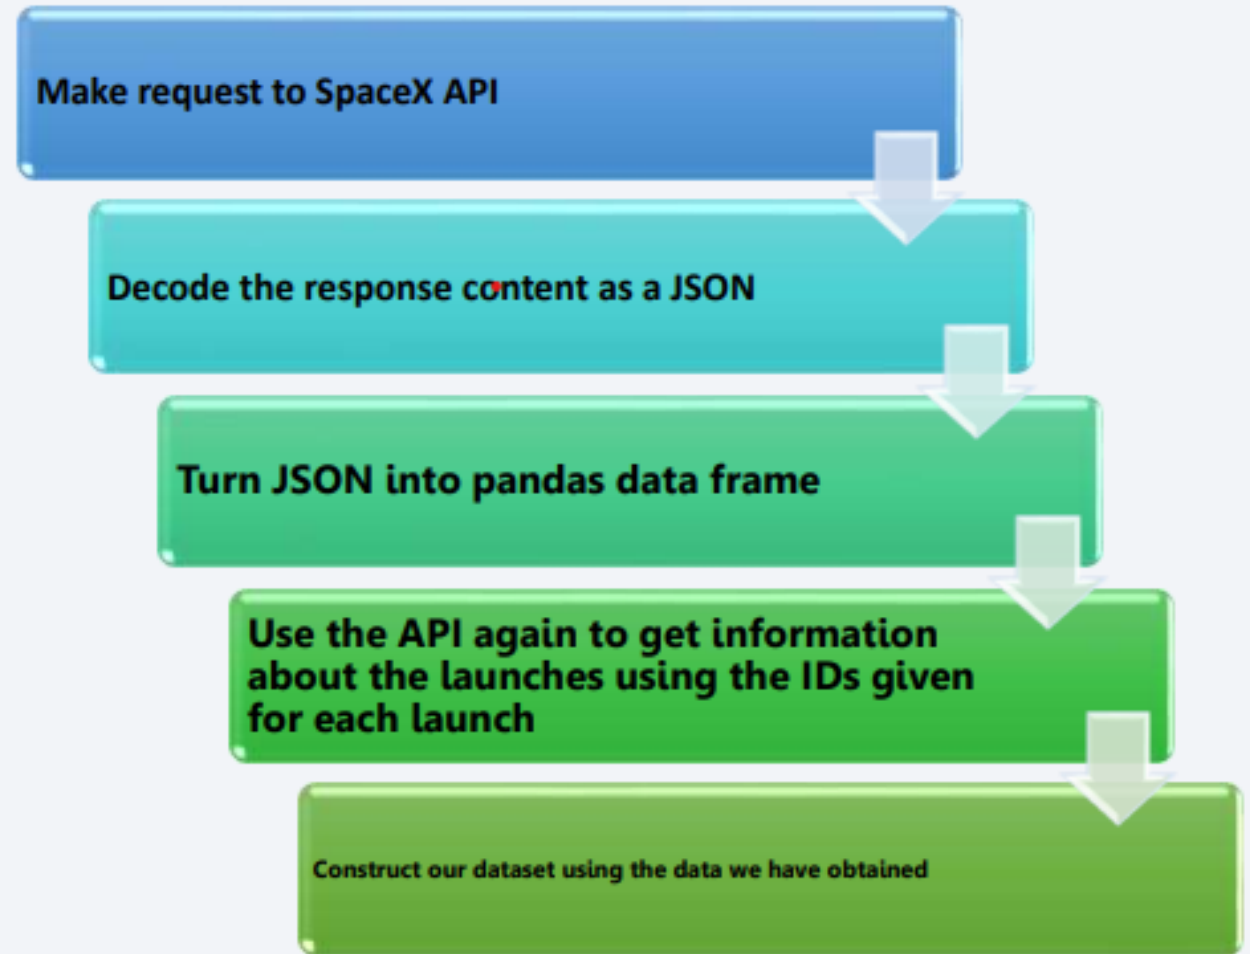 Make request to SpaceX API
Decode the response content as a JSON
Turn JSON into pandas data frame
Use the API again to get information
about the launches using the IDs given
for each launch
Construct our dataset using the data we have obtained